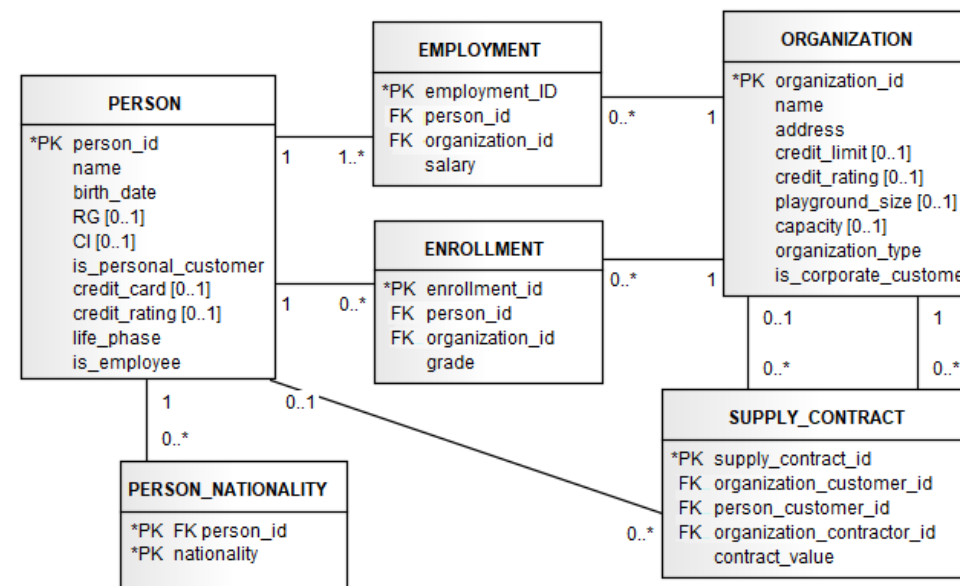 PERSON
*PK person_id
name
birth_date
RG [0..1]
CI [0..1]
is_personal_customer
credit_card [0..1]
credit_rating [0..1]
life_phase
is_employee
1
1..*
EMPLOYMENT
*PK employment_ID
FK person_id
FK organization_id
salary
0..*
1
ORGANIZATION
*PK organization_id
name
address
credit_limit [0..1]
credit_rating [0..1]
playground_size [0..1]
capacity [0..1]
organization_type
is_corporate_custome
1
0..*
ENROLLMENT
*PK enrollment_id
FK person_id
FK organization_id
grade
0..*
1
0..1
0..*
1
0..*
1
0..*
0..1
0..*
PERSON_NATIONALITY
*PK FK person_id
*PK nationality
SUPPLY_CONTRACT
*PK supply_contract_id
FK organization_customer_id
FK person_customer_id
FK organization_contractor_id
contract_value